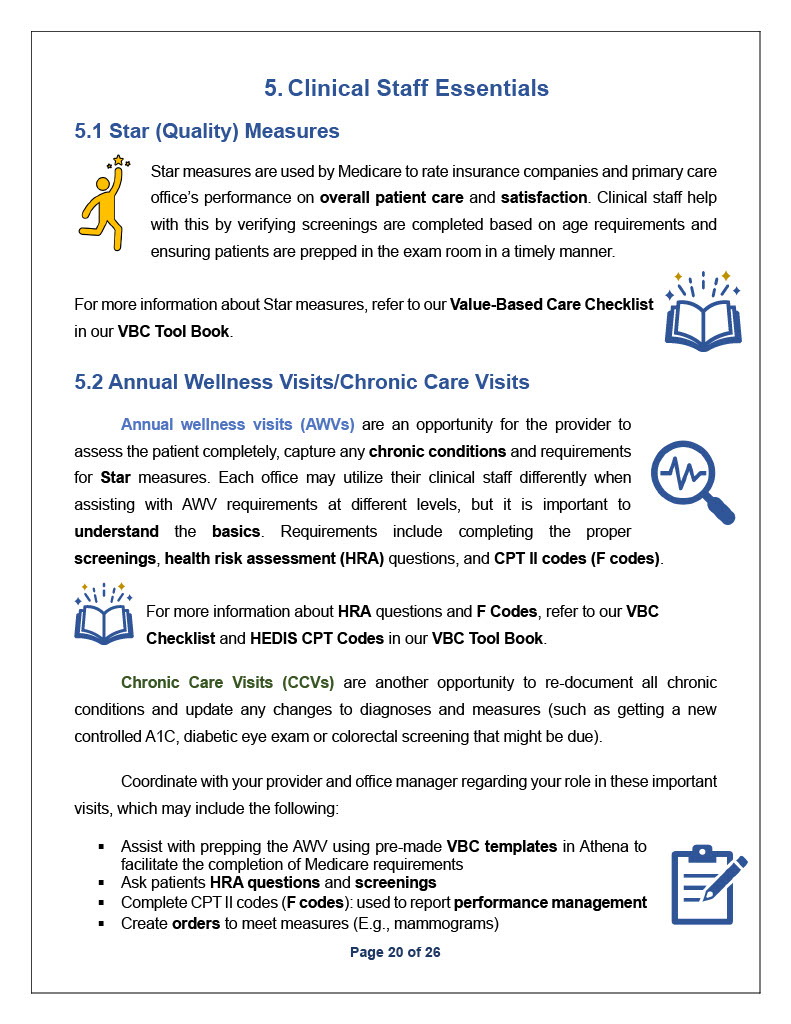 5. Clinical Staff Essentials
5.1 Star (Quality) Measures
Star measures are used by Medicare to rate insurance companies and primary care
office’s performance on overall patient care and satisfaction. Clinical staff help
with this by verifying screenings are completed based on age requirements and
ensuring patients are prepped in the exam room in a timely manner.
For more information about Star measures, refer to our Value-Based Care Checklist
in our VBC Tool Book.
5.2 Annual Wellness Visits/Chronic Care Visits
Annual wellness visits (AWVs) are an opportunity for the provider to
assess the patient completely, capture any chronic conditions and requirements
for Star measures. Each office may utilize their clinical staff differently when
assisting with AWV requirements at different levels, but it is important to
understand the basics. Requirements include completing the proper
screenings, health risk assessment (HRA) questions, and CPT II codes (F codes).
For more information about HRA questions and F Codes, refer to our VBC
Checklist and HEDIS CPT Codes in our VBC Tool Book.
Chronic Care Visits (CCVs) are another opportunity to re-document all chronic
conditions and update any changes to diagnoses and measures (such as getting a new
controlled A1C, diabetic eye exam or colorectal screening that might be due).
Coordinate with your provider and office manager regarding your role in these important
visits, which may include the following:
▪ Assist with prepping the AWV using pre-made VBC templates in Athena to
facilitate the completion of Medicare requirements
▪ Ask patients HRA questions and screenings
▪ Complete CPT II codes (F codes): used to report performance management
▪ Create orders to meet measures (E.g., mammograms)
Page 20 of 26